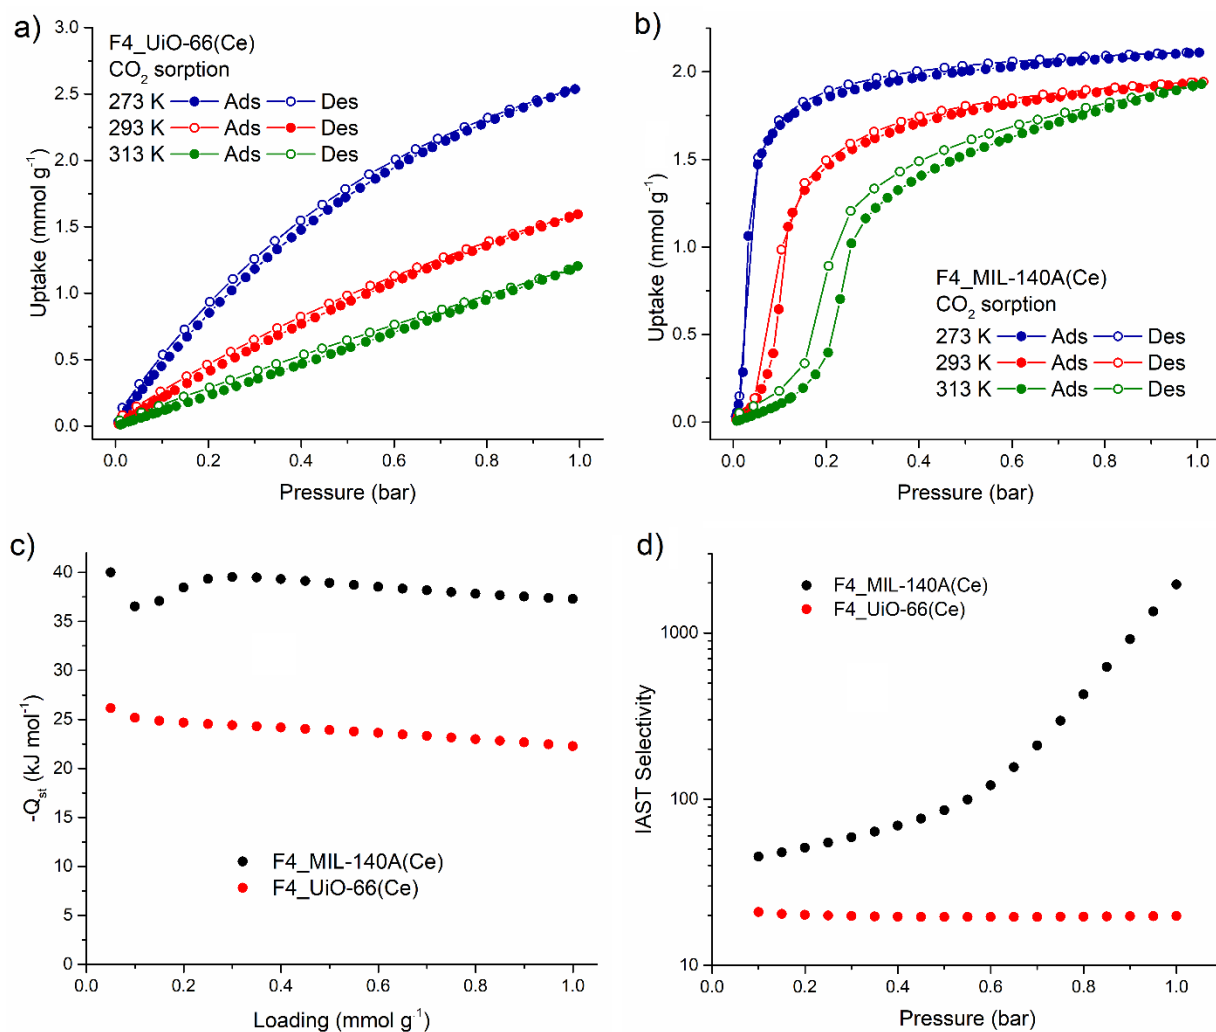 a)
F4_UiO-66(Ce)
CO₂ sorption
273 K Ads Des
293 K Ads Des
313 K Ads Des
Uptake (mmol g⁻¹)
3.0
2.5
2.0
1.5
1.0
0.5
0.0
0.0 0.2 0.4 0.6 0.8 1.0
Pressure (bar)
b)
Uptake (mmol g⁻¹)
2.0
1.5
1.0
0.5
0.0
F4_MIL-140A(Ce)
CO₂ sorption
273 K Ads Des
293 K Ads Des
313 K Ads Des
0.0 0.2 0.4 0.6 0.8 1.0
Pressure (bar)
c)
-Qst (kJ mol⁻¹)
40
35
30
25
20
15
10
5
0
F4_MIL-140A(Ce)
F4_UiO-66(Ce)
0.0 0.2 0.4 0.6 0.8 1.0
Loading (mmol g⁻¹)
d)
F4_MIL-140A(Ce)
F4_UiO-66(Ce)
IAST Selectivity
1000
100
10
0.0 0.2 0.4 0.6 0.8 1.0
Pressure (bar)